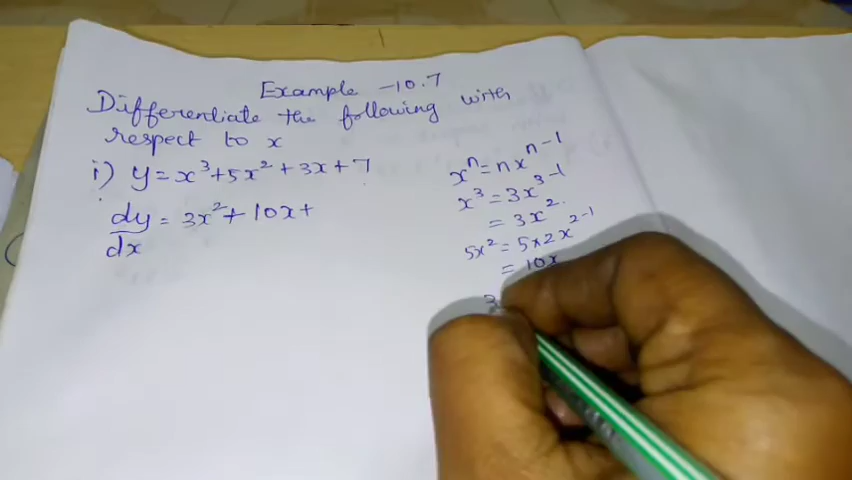 Example -10.7
Differentiate the following with
respect to x
i) y = x³+5x²+3x+7
dy/dx = 3x²+ 10x+
xⁿ = nxⁿ⁻¹
x³ = 3x³⁻¹
= 3x².
5x² = 5×2x²⁻¹
= 10x
3